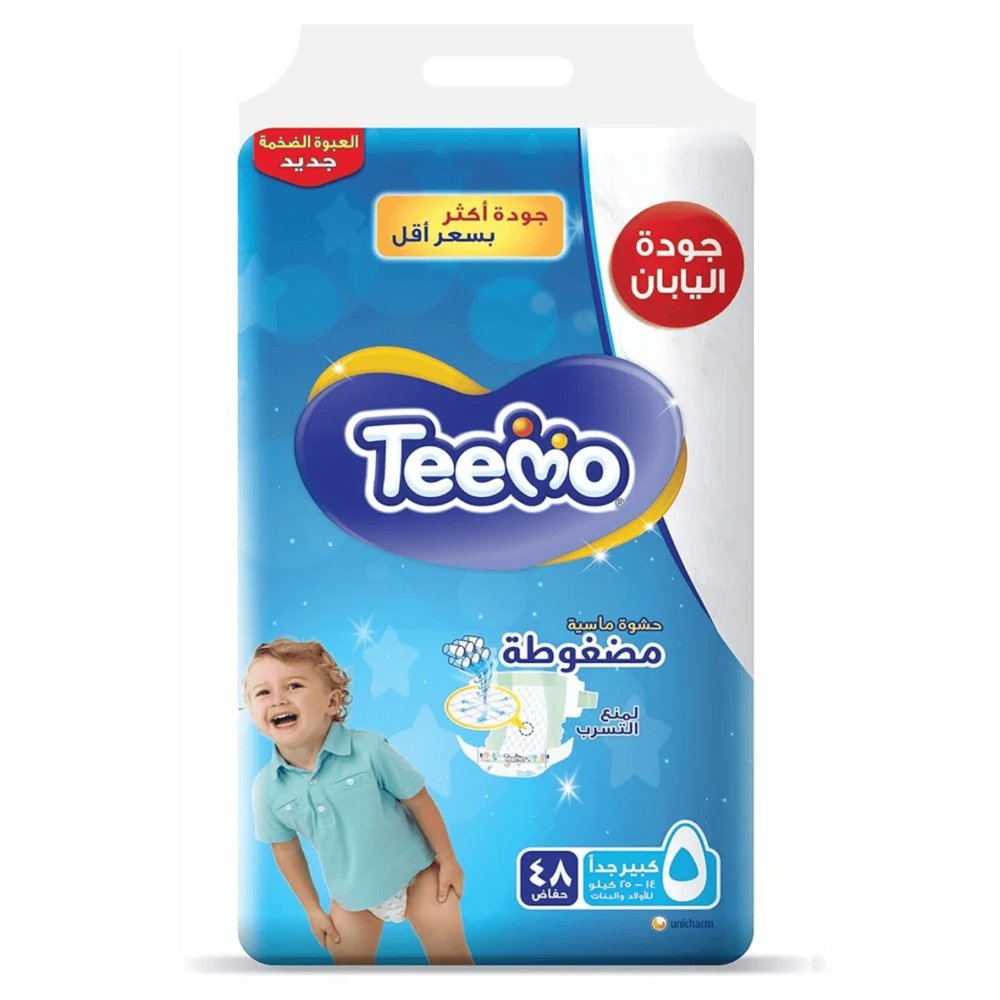 العبوة الضخمة
جديد
جودة أكثر
بسعر أقل
جودة
اليابان
Teemo®
حشوة ماسية
مضغوطة
لمنع
التسرب
٥
كبير جداً
١٤ - ٢٥ كيلو
للأولاد والبنات
٤٨
حفاض
unicharm